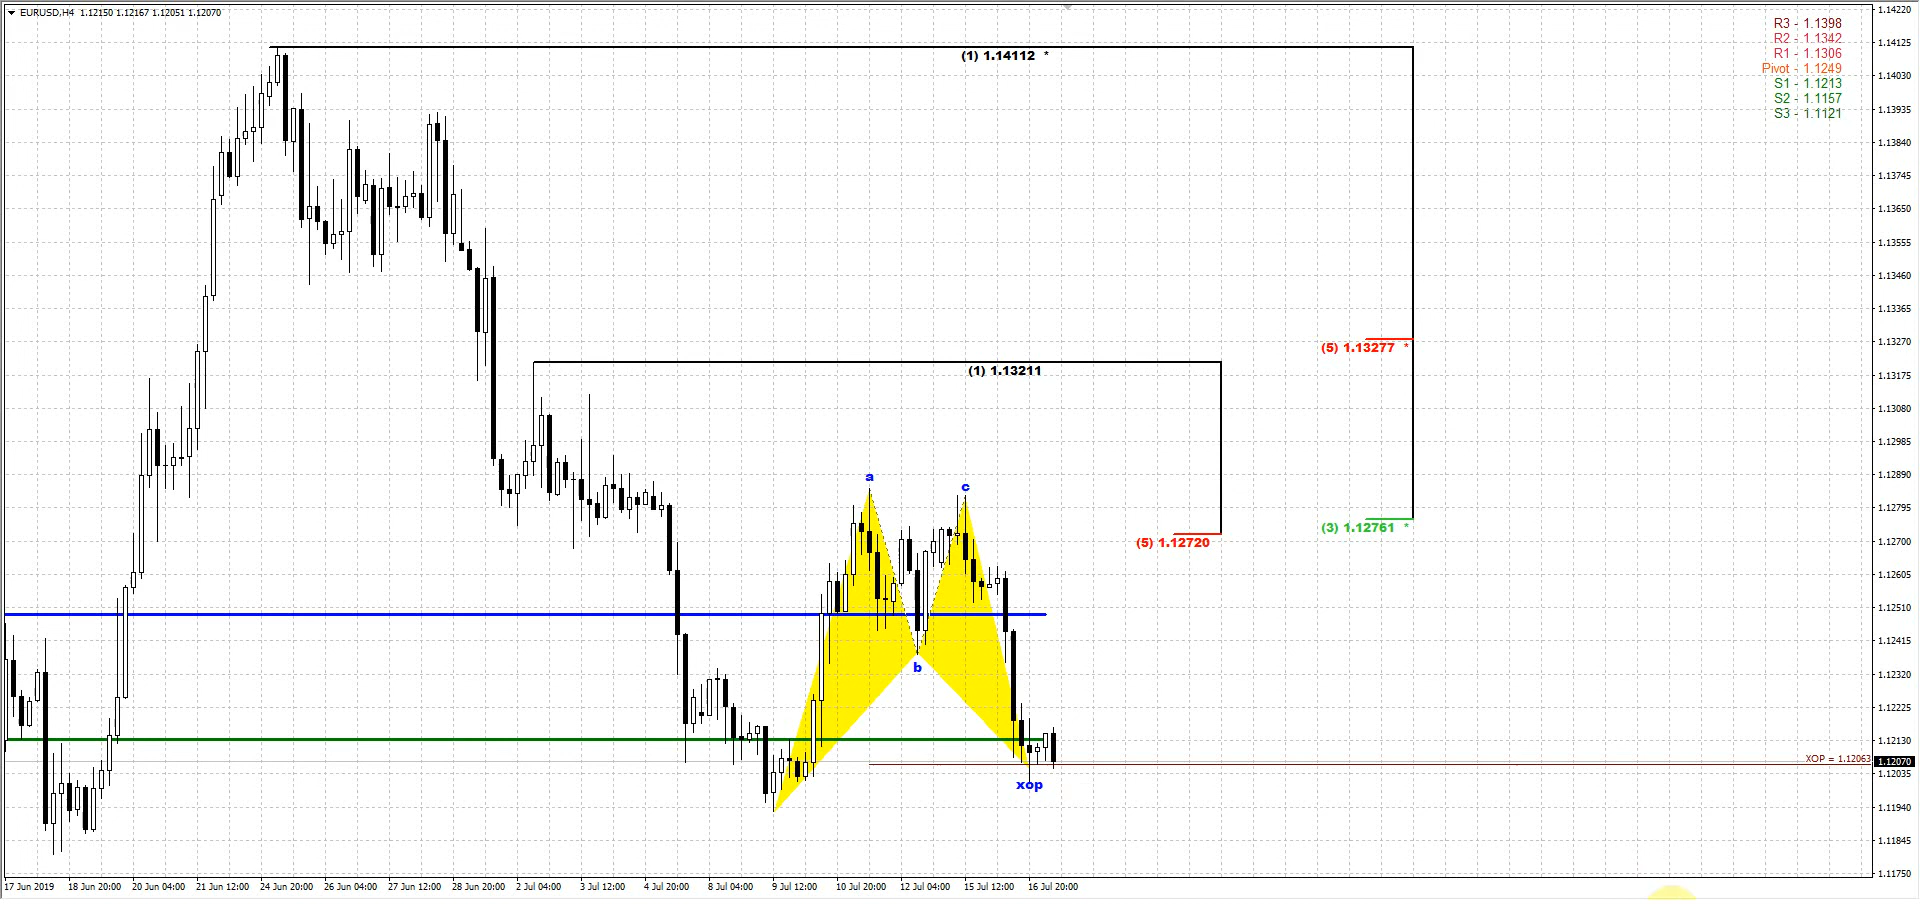 EURUSD,H4 1.12150 1.12167 1.12051 1.12070
R3 - 1.1398
R2 - 1.1342
R1 - 1.1306
Pivot - 1.1249
S1 - 1.1213
S2 - 1.1157
S3 - 1.1121
(1) 1.14112 *
(5) 1.13277 *
(1) 1.13211
(3) 1.12761 *
(5) 1.12720
a
c
b
xop
XOP = 1.12063
1.14220
1.14125
1.14030
1.13935
1.13840
1.13745
1.13650
1.13555
1.13460
1.13365
1.13270
1.13175
1.13080
1.12985
1.12890
1.12795
1.12700
1.12605
1.12510
1.12415
1.12320
1.12225
1.12130
1.12070
1.12035
1.11940
1.11845
1.11750
17 Jun 2019 18 Jun 20:00 20 Jun 04:00 21 Jun 12:00 24 Jun 20:00 26 Jun 04:00 27 Jun 12:00 28 Jun 20:00 2 Jul 04:00 3 Jul 12:00 4 Jul 20:00 8 Jul 04:00 9 Jul 12:00 10 Jul 20:00 12 Jul 04:00 15 Jul 12:00 16 Jul 20:00